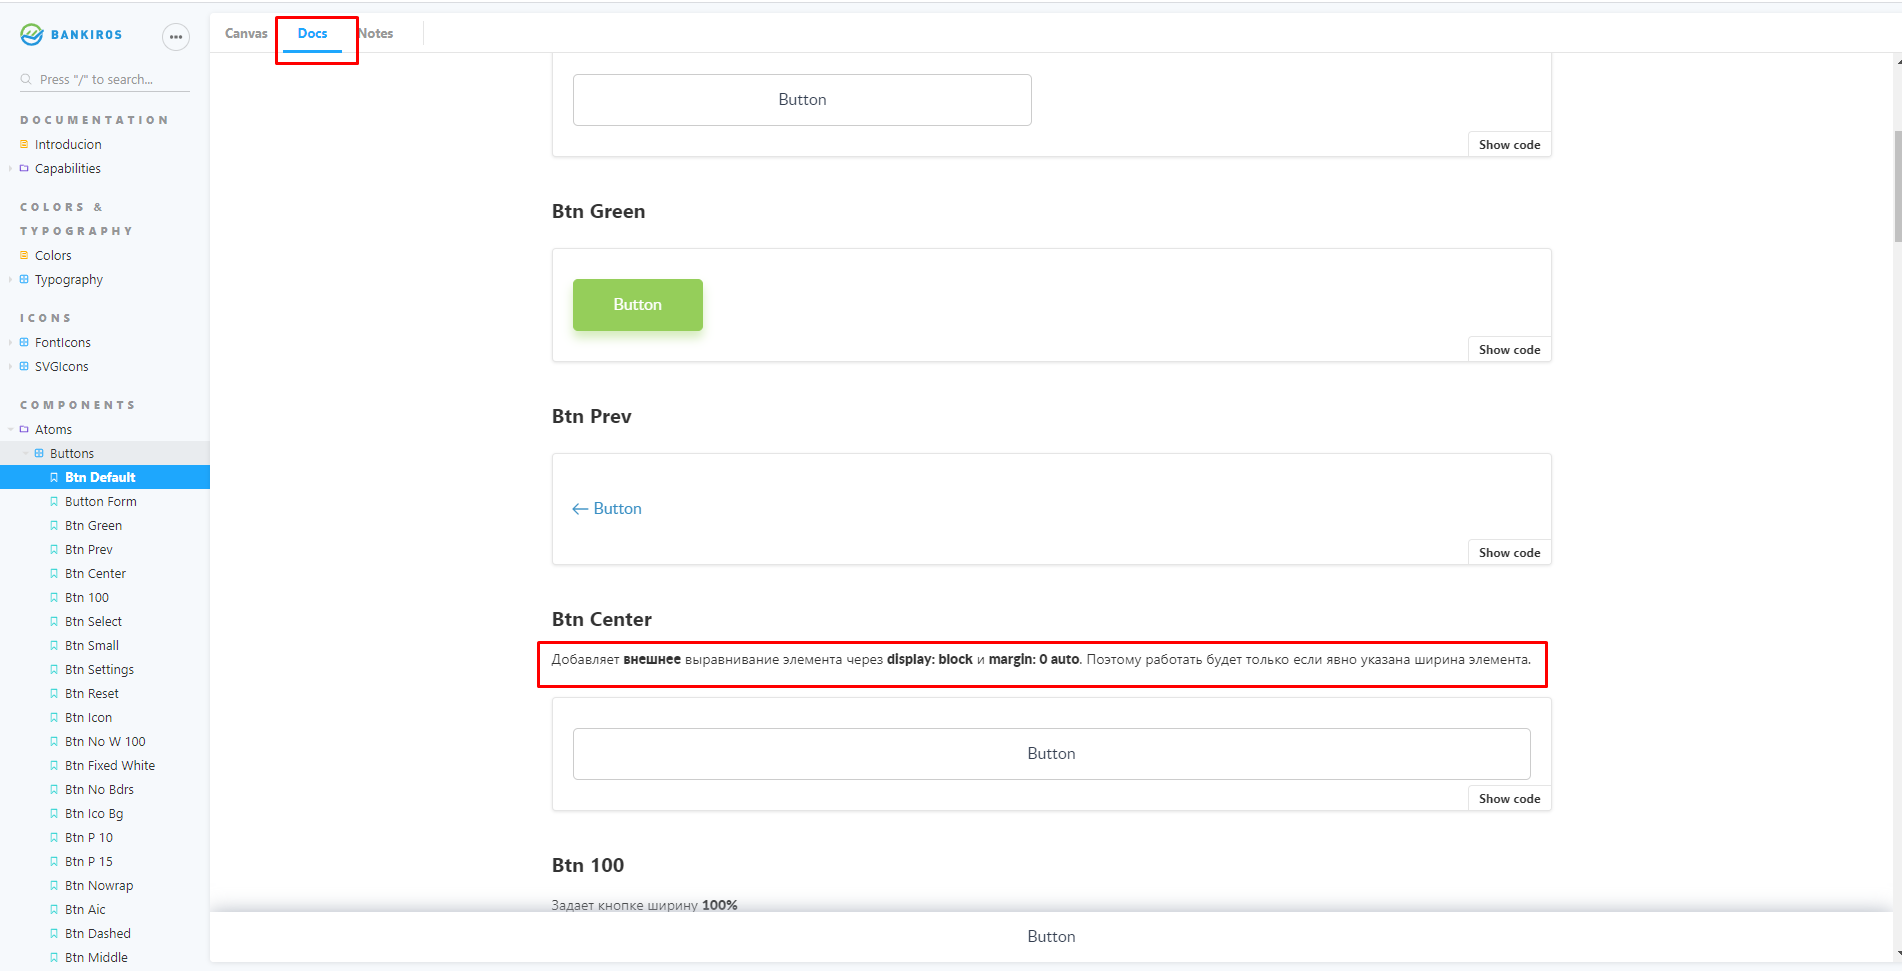 BANKIROS
Press "/" to search...
DOCUMENTATION
Introducion
Capabilities
COLORS &
TYPOGRAPHY
Colors
Typography
ICONS
FontIcons
SVGIcons
COMPONENTS
Atoms
Buttons
Btn Default
Button Form
Btn Green
Btn Prev
Btn Center
Btn 100
Btn Select
Btn Small
Btn Settings
Btn Reset
Btn Icon
Btn No W 100
Btn Fixed White
Btn No Bdrs
Btn Ico Bg
Btn P 10
Btn P 15
Btn Nowrap
Btn Aic
Btn Dashed
Btn Middle
Canvas Docs Notes
Button
Show code
Btn Green
Button
Show code
Btn Prev
← Button
Show code
Btn Center
Добавляет внешнее выравнивание элемента через display: block и margin: 0 auto. Поэтому работать будет только если явно указана ширина элемента.
Button
Show code
Btn 100
Задает кнопке ширину 100%
Button